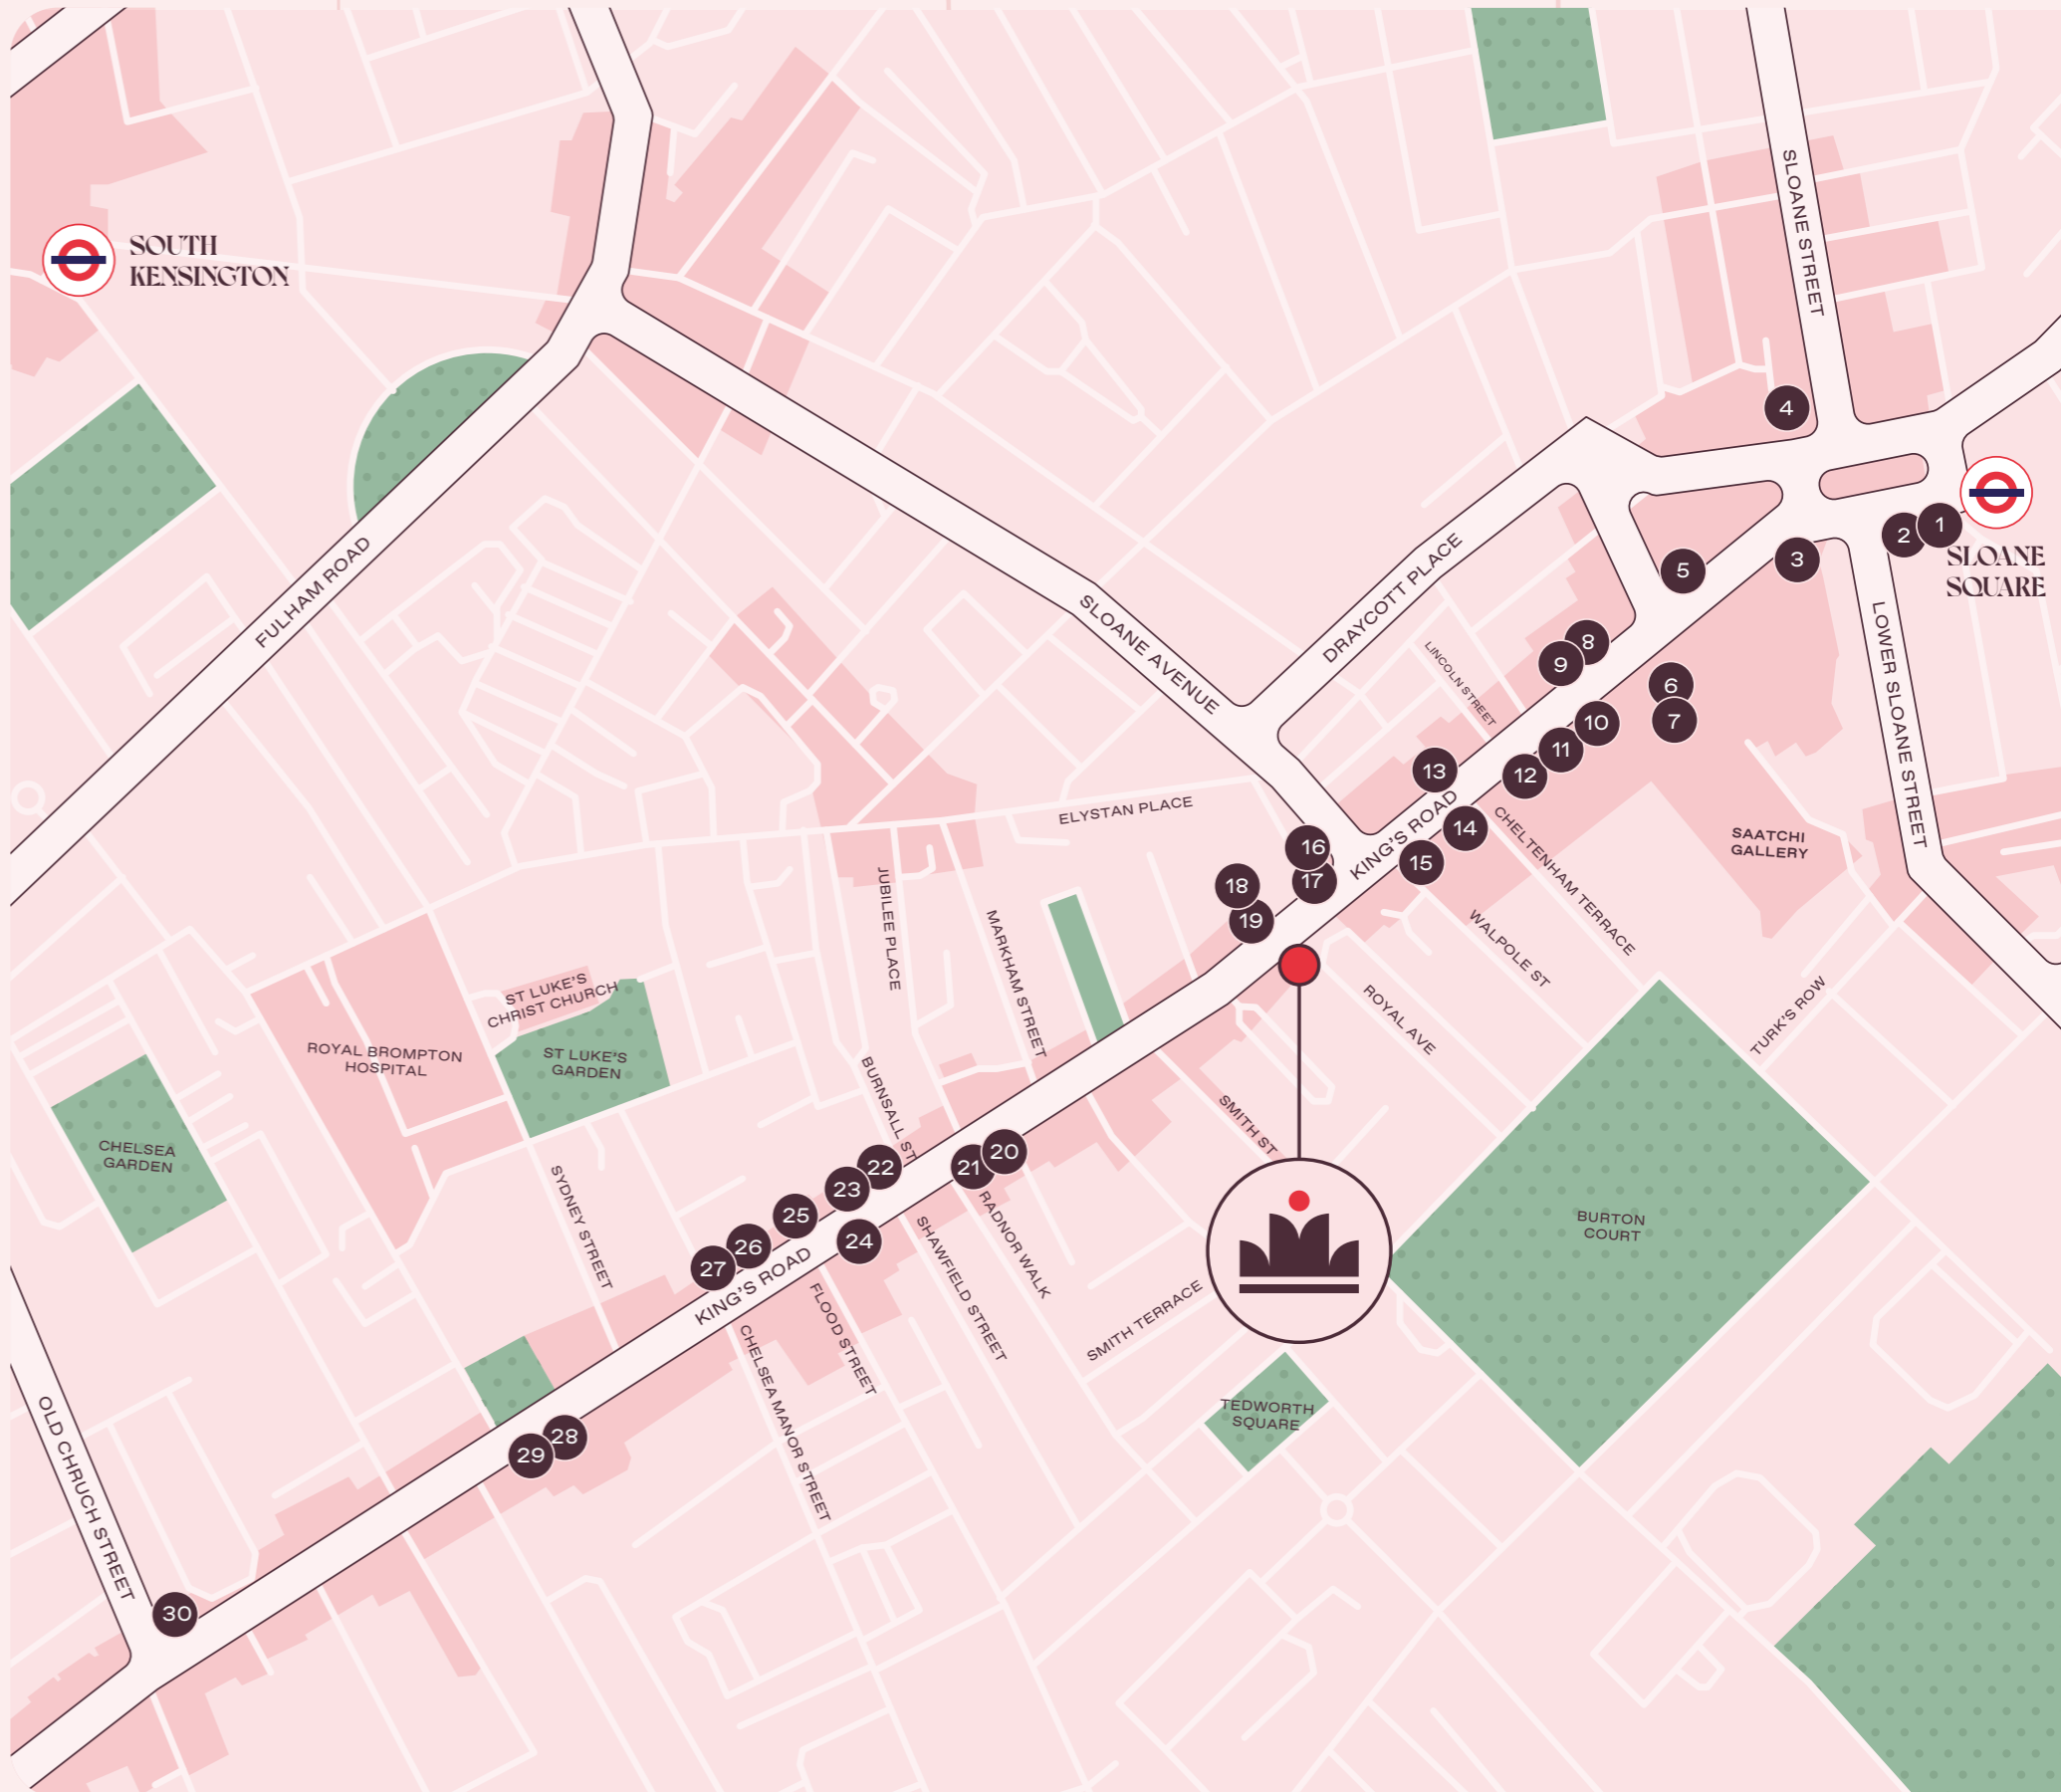 SLOANE STREET
SOUTH
KENSINGTON
4
FULHAM ROAD
SLOANE AVENUE
DRAYCOTT PLACE
LINCOLN STREET
5
3
2
1
SLOANE
SQUARE
LOWER SLOANE STREET
8
9
6
7
10
11
12
13
14
15
KING'S ROAD
ELYSTAN PLACE
CHELTENHAM TERRACE
SAATCHI
GALLERY
16
17
18
19
JUBILEE PLACE
MARKHAM STREET
WALPOLE ST
ROYAL AVE
TURK'S ROW
ST LUKE'S
CHRIST CHURCH
ROYAL BROMPTON
HOSPITAL
ST LUKE'S
GARDEN
CHELSEA
GARDEN
BURNSALL ST
SMITH ST
20
21
22
23
24
25
26
27
KING'S ROAD
SYDNEY STREET
RADNOR WALK
SHAWFIELD STREET
FLOOD STREET
CHELSEA MANOR STREET
SMITH TERRACE
BURTON
COURT
TEDWORTH
SQUARE
28
29
OLD CHRUCH STREET
30